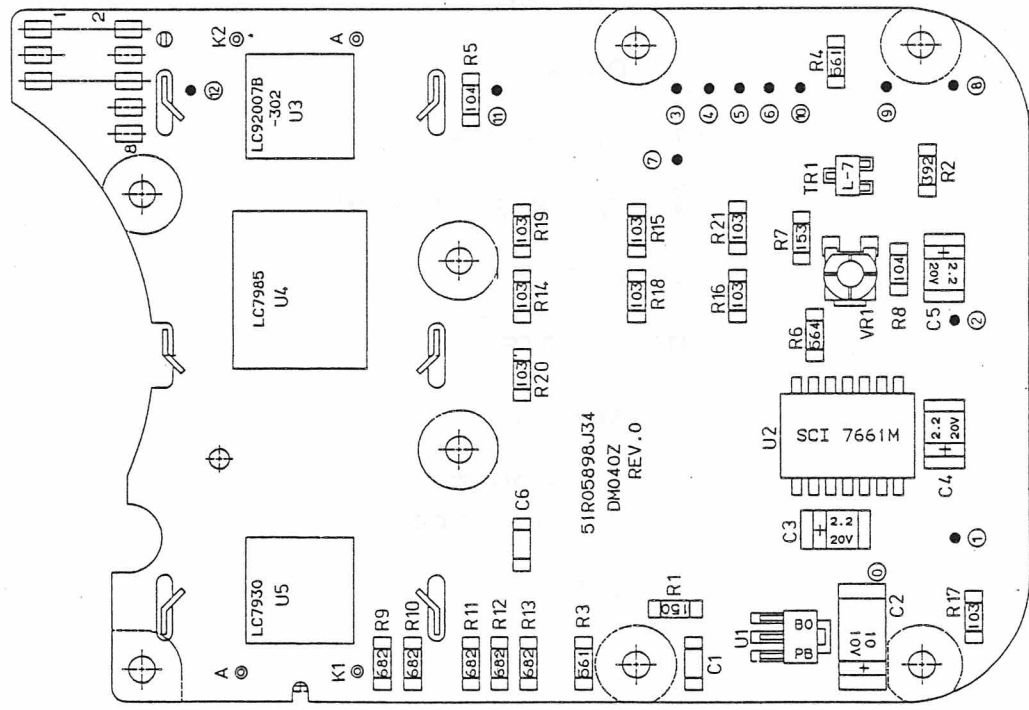 1
2
8
K2
A
12
LC92007B
-302
U3
R5
104
11
R4
561
3
4
5
6
10
9
8
7
TR1
L-7
392
R2
LC7985
U4
103
R19
103
R15
103
R21
R7
153
103
R14
103
R18
103
R16
VR1
104
R8
+
2.2
20V
C5
2
R6
564
103
R20
51R05898J34
DM040Z
REV.0
U2
SCI 7661M
2.2
+
20V
C4
C6
C3
+
2.2
20V
1
LC7930
U5
A
K1
R9
682
R10
682
R11
682
R12
682
R13
682
R3
561
R1
150
C1
U1
BO
PB
0
10
10V
+
C2
R17
103